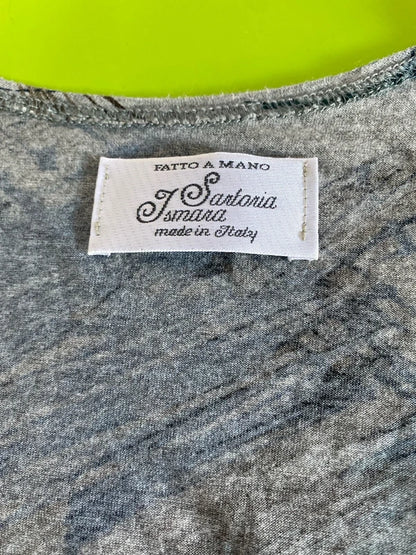 FATTO A MANO
Sartoria
Ismara
made in Italy